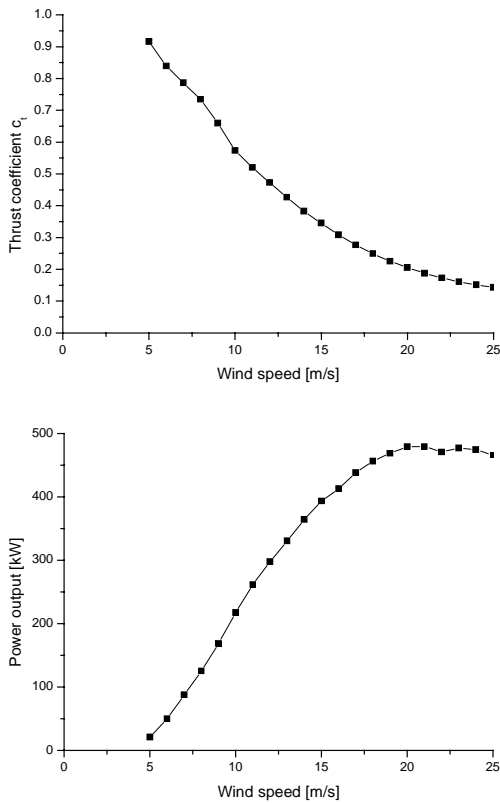 1.0
0.9
0.8
0.7
0.6
0.5
0.4
0.3
0.2
0.1
0.0
Thrust coefficient cₜ
0 5 10 15 20 25
Wind speed [m/s]
500
400
300
200
100
0
Power output [kW]
0 5 10 15 20 25
Wind speed [m/s]